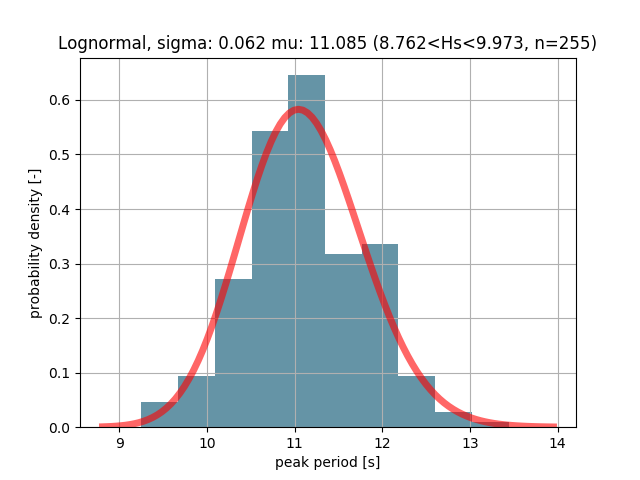 Lognormal, sigma: 0.062 mu: 11.085 (8.762<Hs<9.973, n=255)
probability density [-]
0.6
0.5
0.4
0.3
0.2
0.1
0.0
9 10 11 12 13 14
peak period [s]